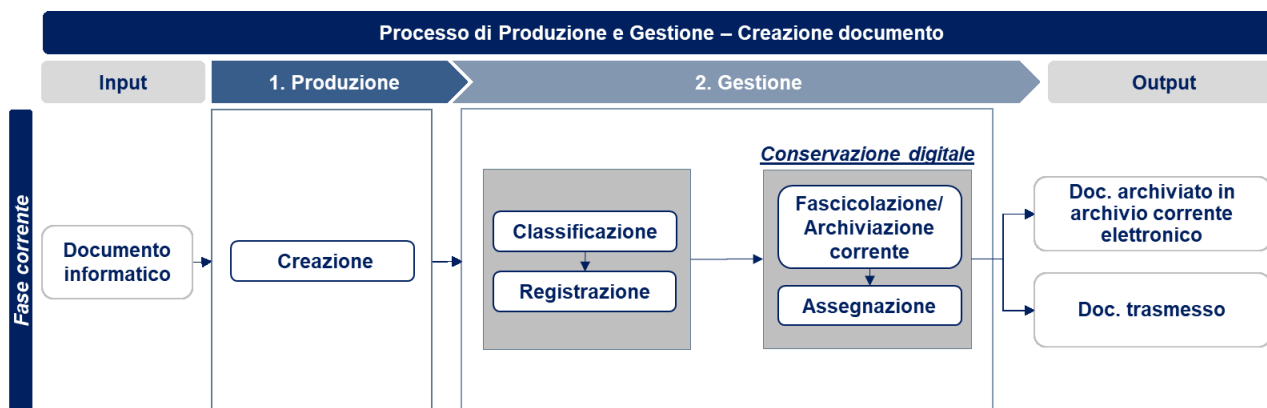 Processo di Produzione e Gestione – Creazione documento
Input
1. Produzione
2. Gestione
Output
Fase corrente
Documento
informatico
Creazione
Classificazione
Registrazione
Conservazione digitale
Fascicolazione/
Archiviazione
corrente
Assegnazione
Doc. archiviato in
archivio corrente
elettronico
Doc. trasmesso